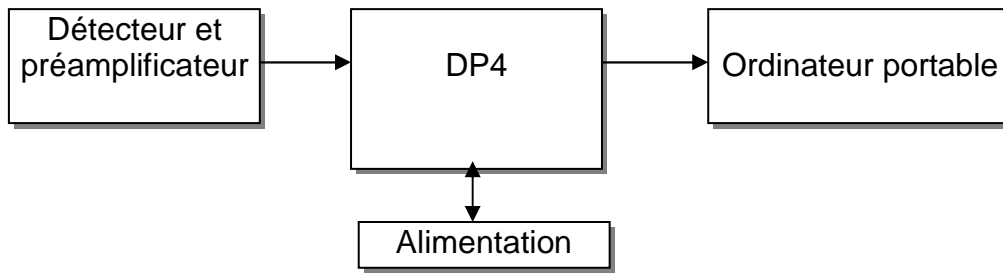 Détecteur et
préamplificateur
DP4
Ordinateur portable
Alimentation